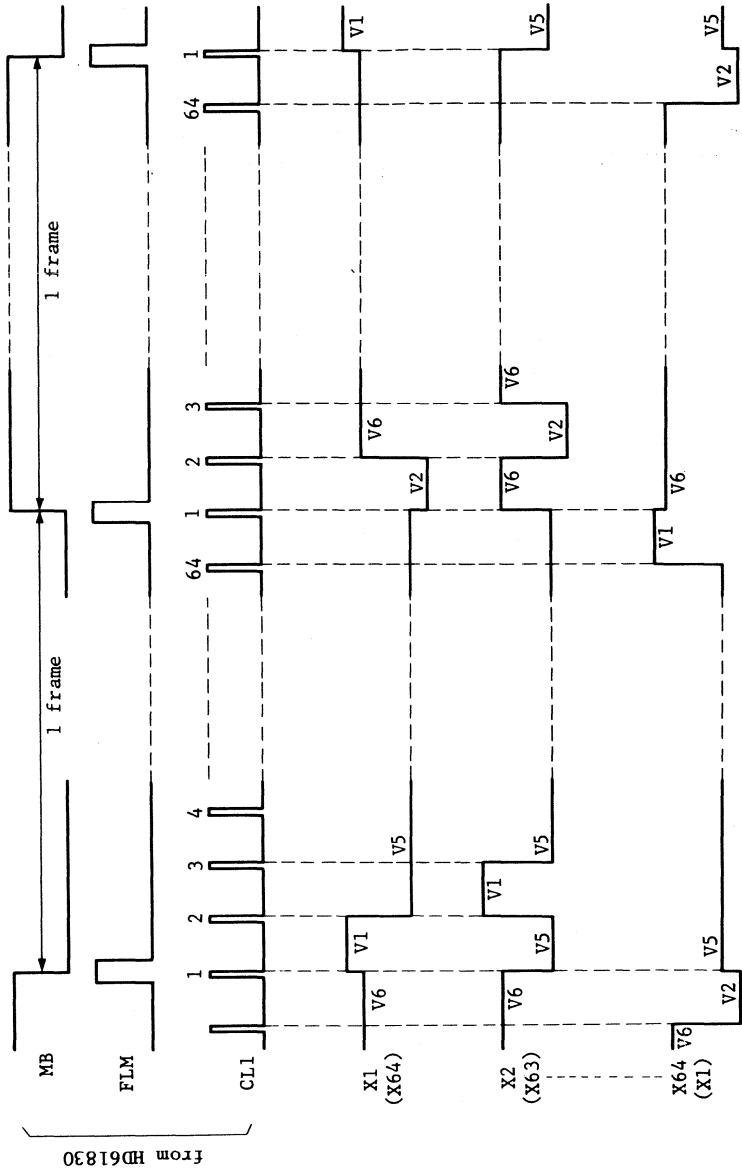 from HD61830
MB 1 frame 1 frame
FLM
1 2 3 4 64 1 2 3 64 1
CL1
X1 V6 V1 V5 V2 V6 V1
(X64)
X2 V6 V5 V1 V5 V6 V2 V6 V5
(X63)
X64 V6 V2 V5 V1 V6 V2 V5
(X1)